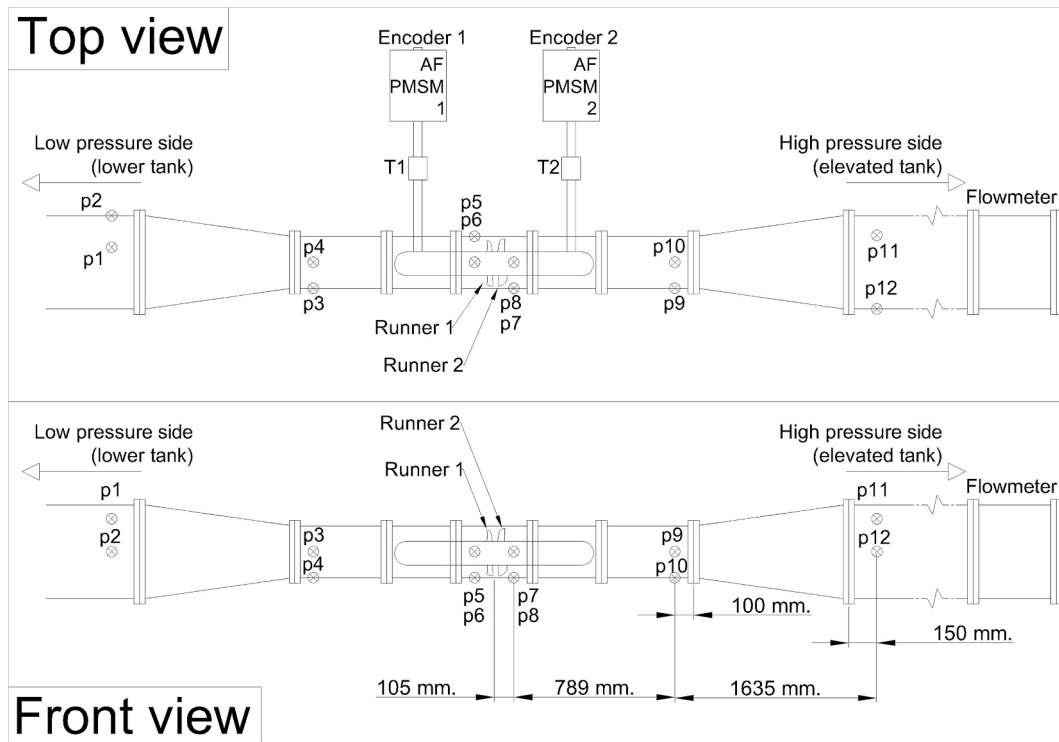 Top view
Encoder 1
Encoder 2
AF
PMSM
1
AF
PMSM
2
Low pressure side
(lower tank)
High pressure side
(elevated tank)
T1
T2
Flowmeter
p2
p1
p5
p6
p4
p3
p10
p9
p11
p12
p8
p7
Runner 1
Runner 2
Runner 2
Runner 1
Low pressure side
(lower tank)
High pressure side
(elevated tank)
Flowmeter
p1
p2
p3
p4
p5
p6
p7
p8
p9
p10
p11
p12
100 mm.
150 mm.
105 mm.
789 mm.
1635 mm.
Front view